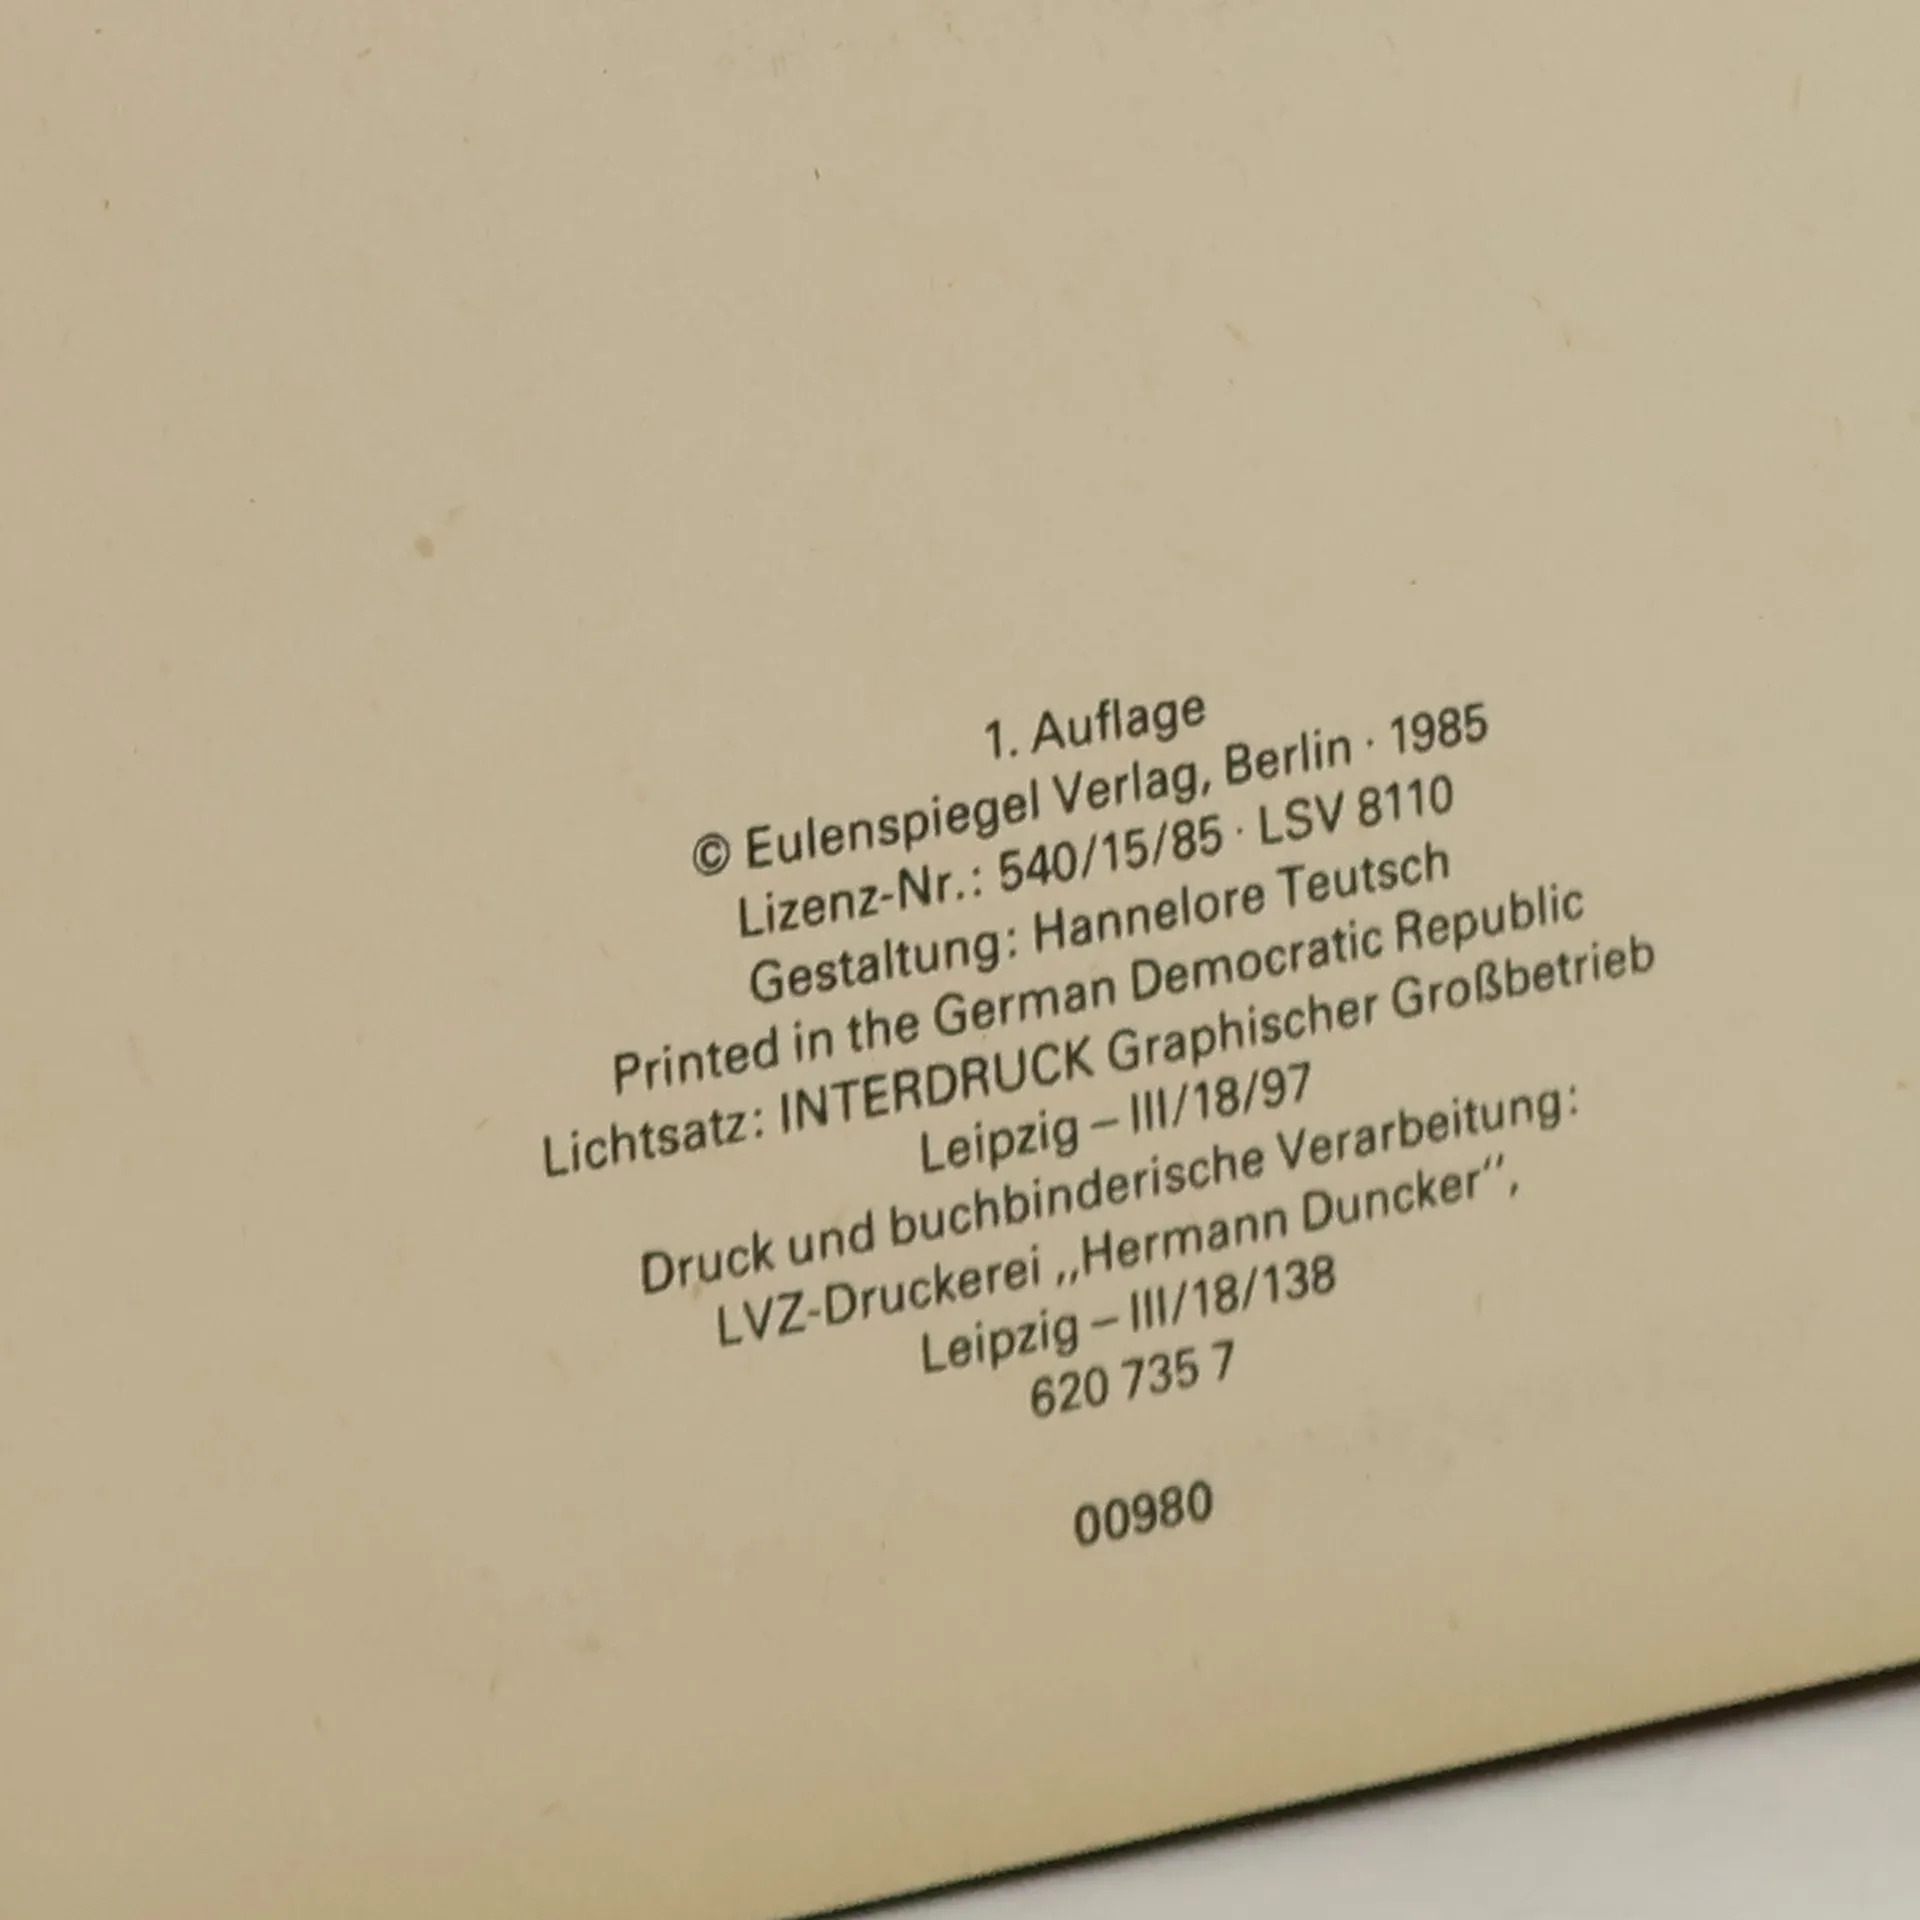 1. Auflage
© Eulenspiegel Verlag, Berlin · 1985
Lizenz-Nr.: 540/15/85 · LSV 8110
Gestaltung: Hannelore Teutsch
Printed in the German Democratic Republic
Lichtsatz: INTERDRUCK Graphischer Großbetrieb
Leipzig – III/18/97
Druck und buchbinderische Verarbeitung:
LVZ-Druckerei „Hermann Duncker“,
Leipzig – III/18/138
620 735 7
00980